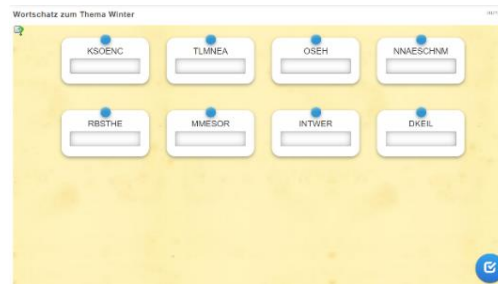 Wortschatz zum Thema Winter
KSOENC TLMNEA OSEH NNAESCHNM
RBSTHE MMESOR INTWER DKEIL